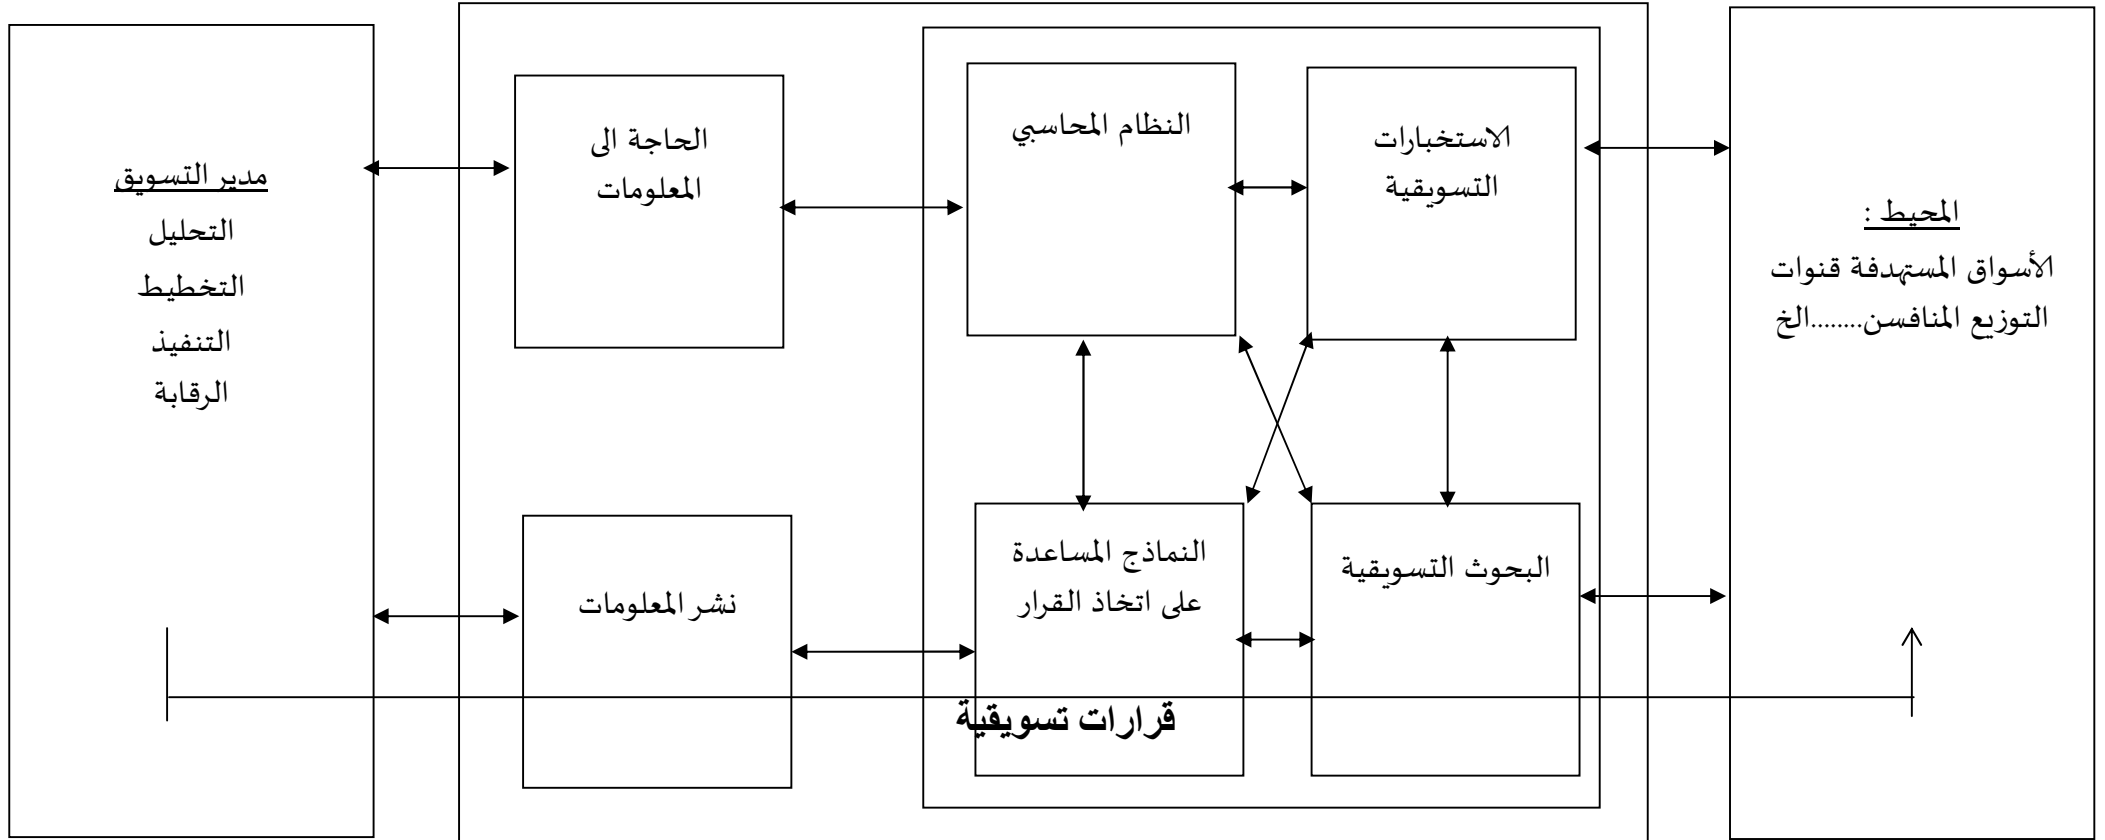 المحيط :
الأسواق المستهدفة قنوات
التوزيع المنافسن........الخ
الاستخبارات
التسويقية
النظام المحاسبي
الحاجة الى
المعلومات
مدير التسويق
التحليل
التخطيط
التنفيذ
الرقابة
البحوث التسويقية
النماذج المساعدة
على اتخاذ القرار
نشر المعلومات
قرارات تسويقية